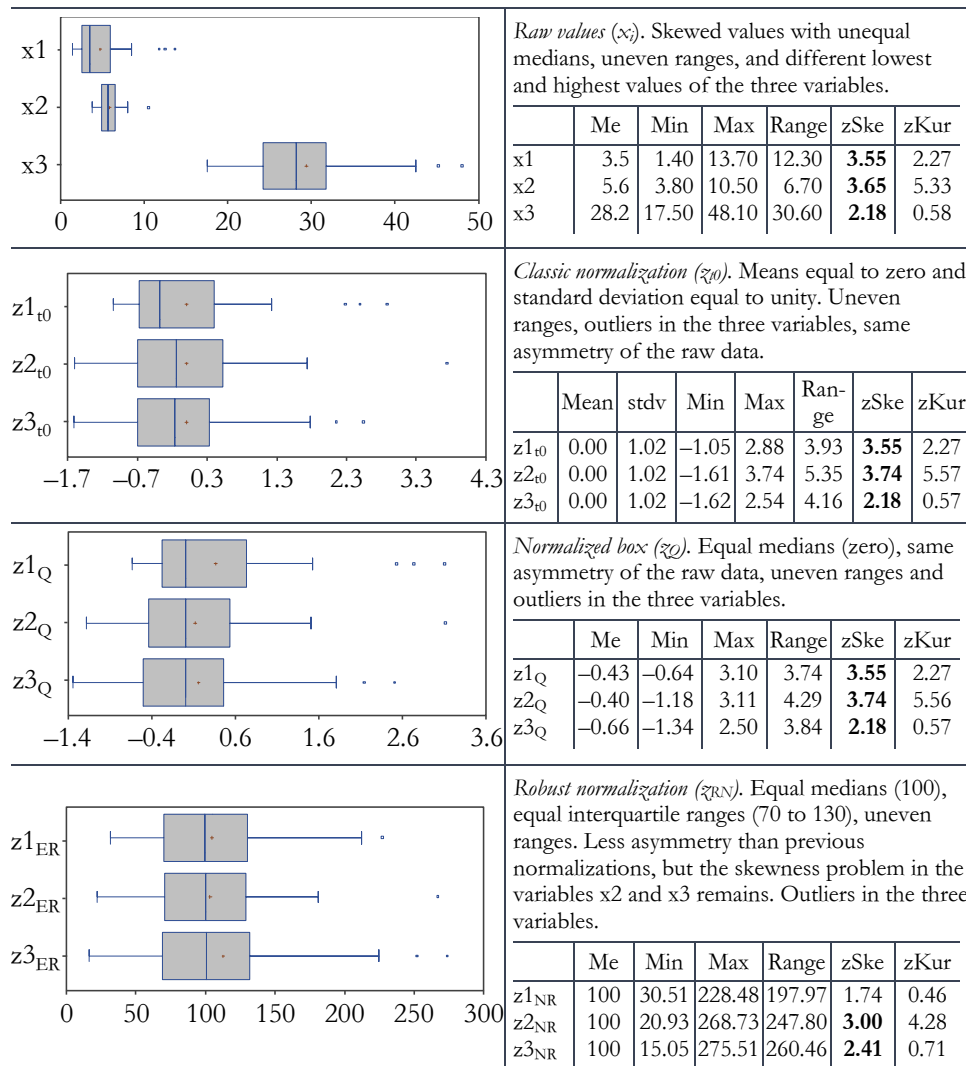 x1
x2
x3
0 10 20 30 40 50
Raw values (xi). Skewed values with unequal
medians, uneven ranges, and different lowest
and highest values of the three variables.
Me Min Max Range zSke zKur
x1 3.5 1.40 13.70 12.30 3.55 2.27
x2 5.6 3.80 10.50 6.70 3.65 5.33
x3 28.2 17.50 48.10 30.60 2.18 0.58
z1t0
z2t0
z3t0
−1.7 −0.7 0.3 1.3 2.3 3.3 4.3
Classic normalization (zt0). Means equal to zero and
standard deviation equal to unity. Uneven
ranges, outliers in the three variables, same
asymmetry of the raw data.
Mean stdv Min Max Ran-
ge zSke zKur
z1t0 0.00 1.02 −1.05 2.88 3.93 3.55 2.27
z2t0 0.00 1.02 −1.61 3.74 5.35 3.74 5.57
z3t0 0.00 1.02 −1.62 2.54 4.16 2.18 0.57
z1Q
z2Q
z3Q
−1.4 −0.4 0.6 1.6 2.6 3.6
Normalized box (zQ). Equal medians (zero), same
asymmetry of the raw data, uneven ranges and
outliers in the three variables.
Me Min Max Range zSke zKur
z1Q −0.43 −0.64 3.10 3.74 3.55 2.27
z2Q −0.40 −1.18 3.11 4.29 3.74 5.56
z3Q −0.66 −1.34 2.50 3.84 2.18 0.57
z1ER
z2ER
z3ER
0 50 100 150 200 250 300
Robust normalization (zRN). Equal medians (100),
equal interquartile ranges (70 to 130), uneven
ranges. Less asymmetry than previous
normalizations, but the skewness problem in the
variables x2 and x3 remains. Outliers in the three
variables.
Me Min Max Range zSke zKur
z1NR 100 30.51 228.48 197.97 1.74 0.46
z2NR 100 20.93 268.73 247.80 3.00 4.28
z3NR 100 15.05 275.51 260.46 2.41 0.71